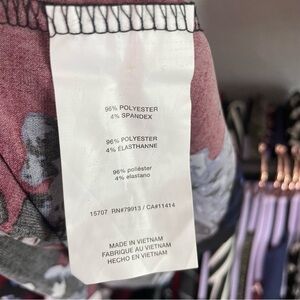 96% POLYESTER
4% SPANDEX
96% POLYESTER
4% ÉLASTHANNE
96% poliéster
4% elastano
15707 RN#79913 / CA#11414
MADE IN VIETNAM
FABRIQUÉ AU VIETNAM
HECHO EN VIETNAM